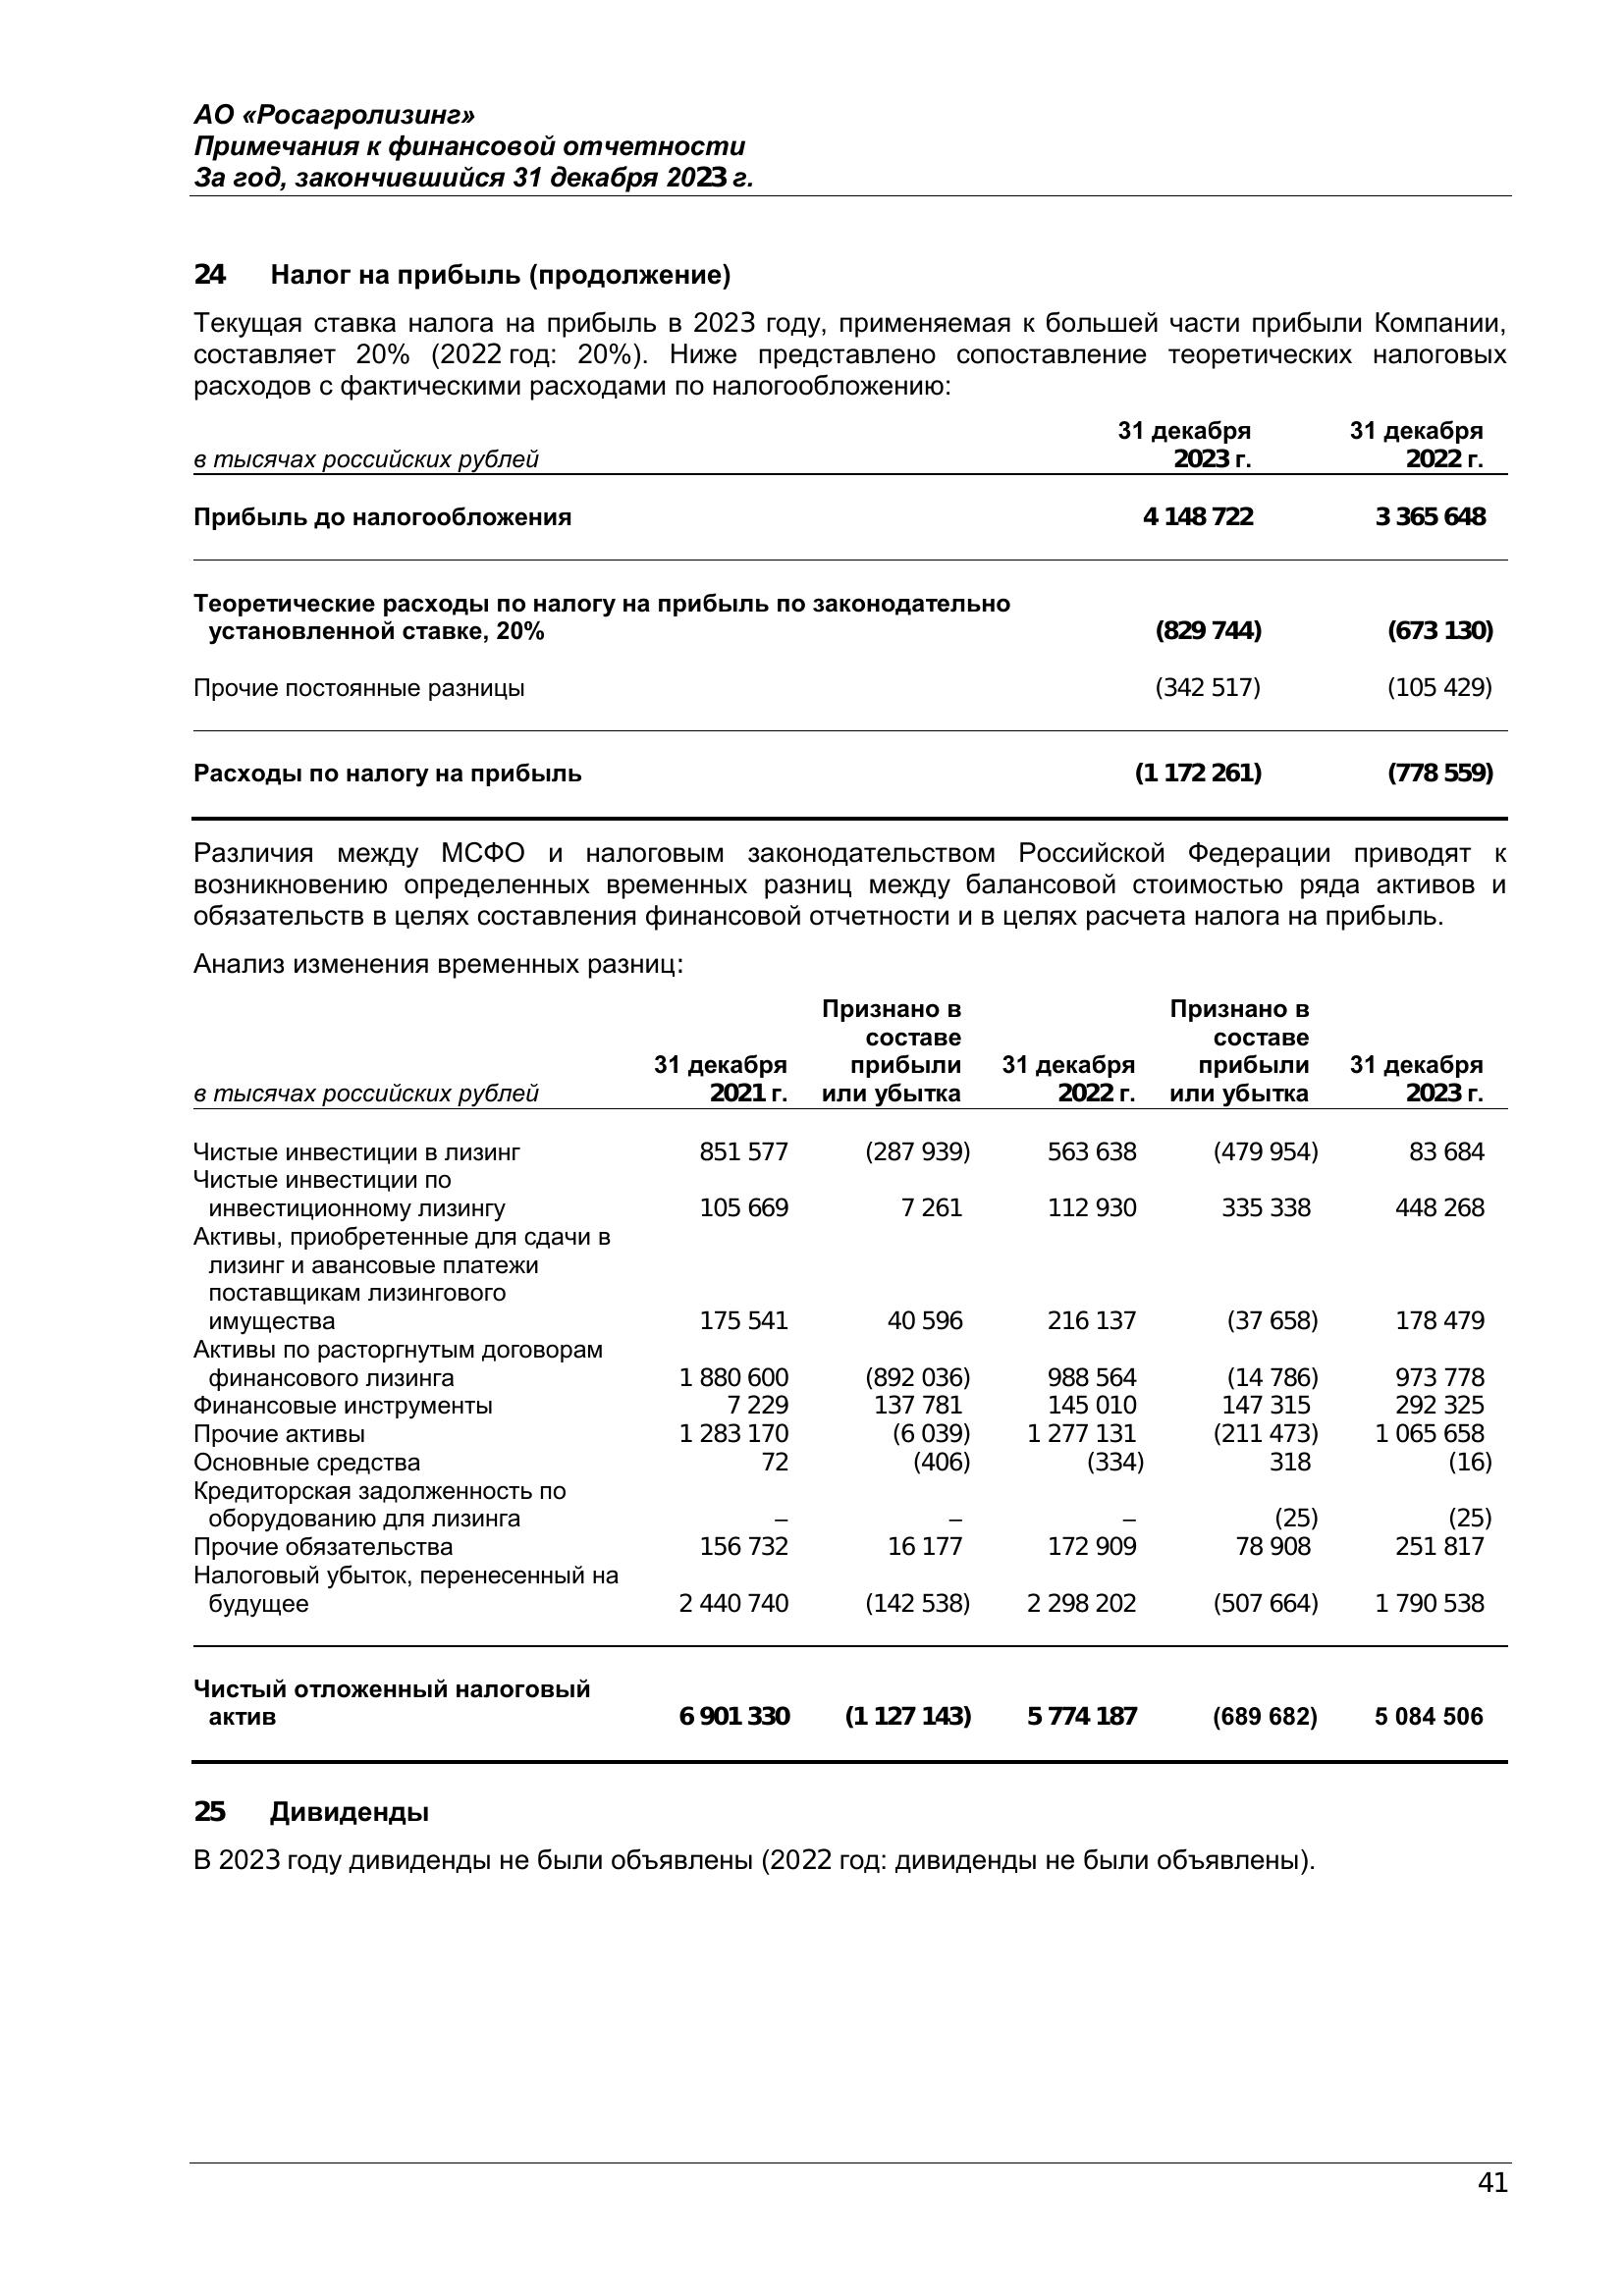 АО «Росагролизинг»
Примечания к финансовой отчетности
За год, закончившийся 31 декабря 2023 г.
24 Налог на прибыль (продолжение)
Текущая ставка налога на прибыль в 2023 году, применяемая к большей части прибыли Компании,
составляет 20% (2022 год: 20%). Ниже представлено сопоставление теоретических налоговых
расходов с фактическими расходами по налогообложению:
31 декабря 31 декабря
в тысячах российских рублей 2023 г. 2022 г.
Прибыль до налогообложения 4 148 722 3 365 648
Теоретические расходы по налогу на прибыль по законодательно
установленной ставке, 20% (829 744) (673 130)
Прочие постоянные разницы (342 517) (105 429)
Расходы по налогу на прибыль (1 172 261) (778 559)
Различия между МСФО и налоговым законодательством Российской Федерации приводят к
возникновению определенных временных разниц между балансовой стоимостью ряда активов и
обязательств в целях составления финансовой отчетности и в целях расчета налога на прибыль.
Анализ изменения временных разниц:
Признано в Признано в
составе составе
31 декабря прибыли 31 декабря прибыли 31 декабря
в тысячах российских рублей 2021 г. или убытка 2022 г. или убытка 2023 г.
Чистые инвестиции в лизинг 851 577 (287 939) 563 638 (479 954) 83 684
Чистые инвестиции по
инвестиционному лизингу 105 669 7 261 112 930 335 338 448 268
Активы, приобретенные для сдачи в
лизинг и авансовые платежи
поставщикам лизингового
имущества 175 541 40 596 216 137 (37 658) 178 479
Активы по расторгнутым договорам
финансового лизинга 1 880 600 (892 036) 988 564 (14 786) 973 778
Финансовые инструменты 7 229 137 781 145 010 147 315 292 325
Прочие активы 1 283 170 (6 039) 1 277 131 (211 473) 1 065 658
Основные средства 72 (406) (334) 318 (16)
Кредиторская задолженность по
оборудованию для лизинга – – – (25) (25)
Прочие обязательства 156 732 16 177 172 909 78 908 251 817
Налоговый убыток, перенесенный на
будущее 2 440 740 (142 538) 2 298 202 (507 664) 1 790 538
Чистый отложенный налоговый
актив 6 901 330 (1 127 143) 5 774 187 (689 682) 5 084 506
25 Дивиденды
В 2023 году дивиденды не были объявлены (2022 год: дивиденды не были объявлены).
41